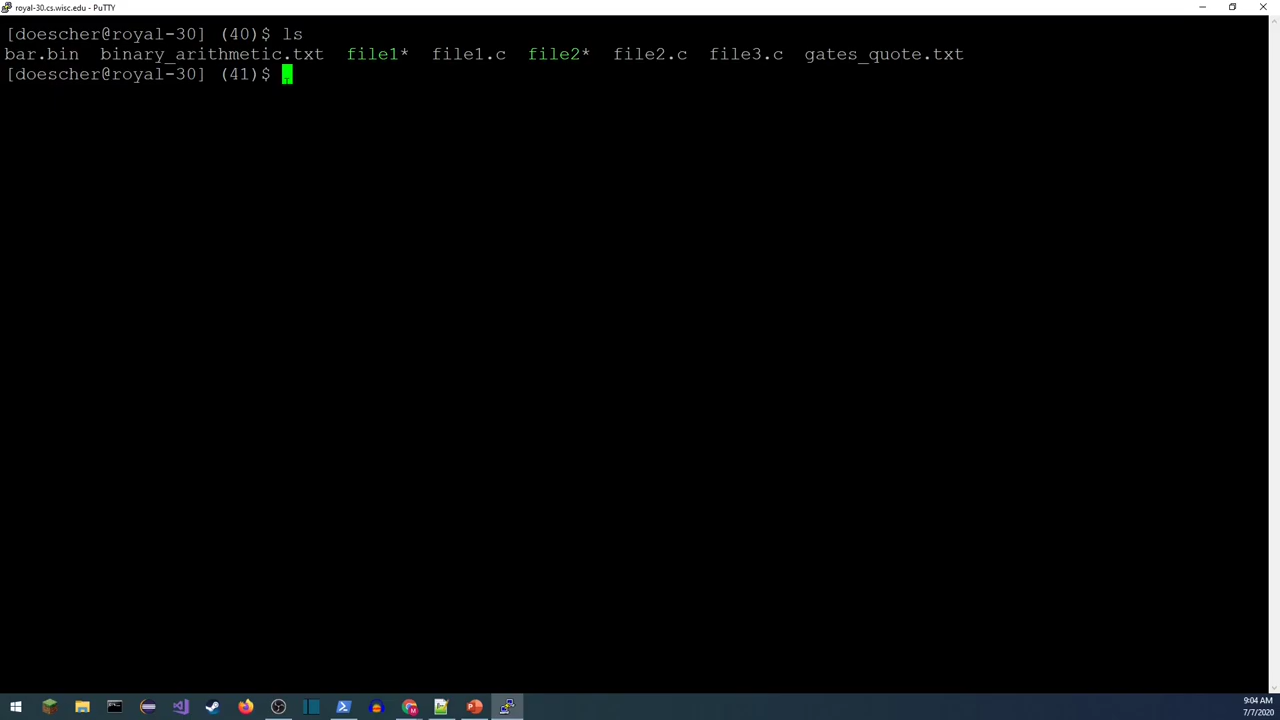 royal-30.cs.wisc.edu - PuTTY
[doescher@royal-30] (40)$ ls
bar.bin  binary_arithmetic.txt  file1*  file1.c  file2*  file2.c  file3.c  gates_quote.txt
[doescher@royal-30] (41)$
9:04 AM
7/7/2020